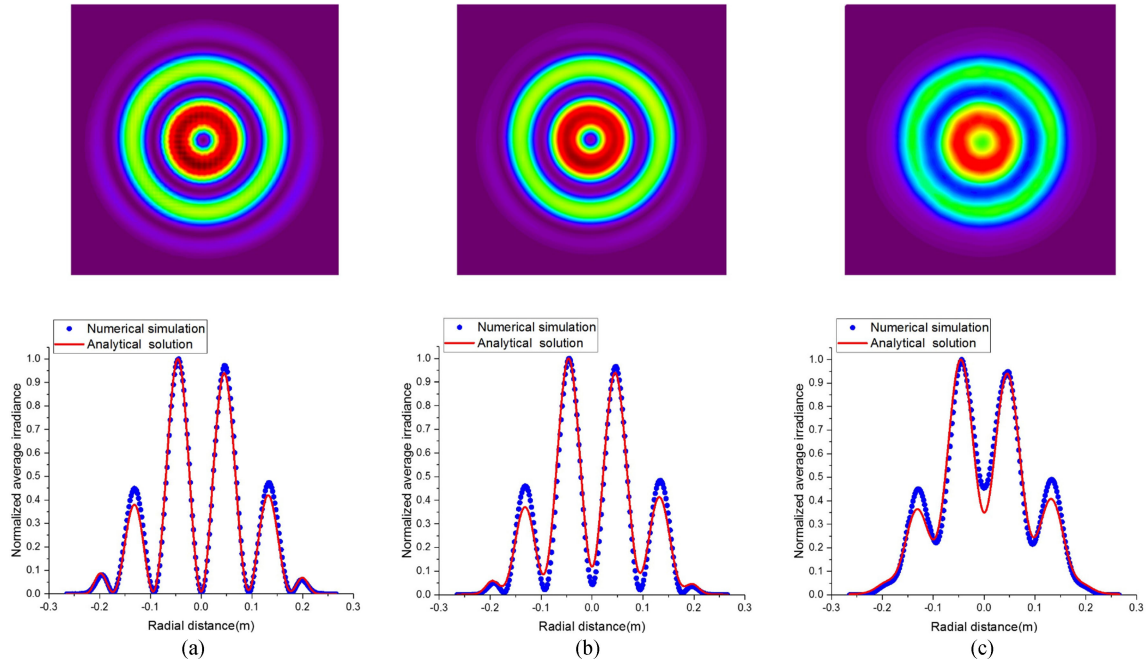 Numerical simulation
Analytical solution
Normalized average irradiance
1.0
0.9
0.8
0.7
0.6
0.5
0.4
0.3
0.2
0.1
0.0
-0.3 -0.2 -0.1 0.0 0.1 0.2 0.3
Radial distance(m)
(a)
Numerical simulation
Analytical solution
Normalized average irradiance
1.0
0.9
0.8
0.7
0.6
0.5
0.4
0.3
0.2
0.1
0.0
-0.3 -0.2 -0.1 0.0 0.1 0.2 0.3
Radial distance(m)
(b)
Numerical simulation
Analytical solution
Normalized average irradiance
1.0
0.9
0.8
0.7
0.6
0.5
0.4
0.3
0.2
0.1
0.0
-0.3 -0.2 -0.1 0.0 0.1 0.2 0.3
Radial distance(m)
(c)